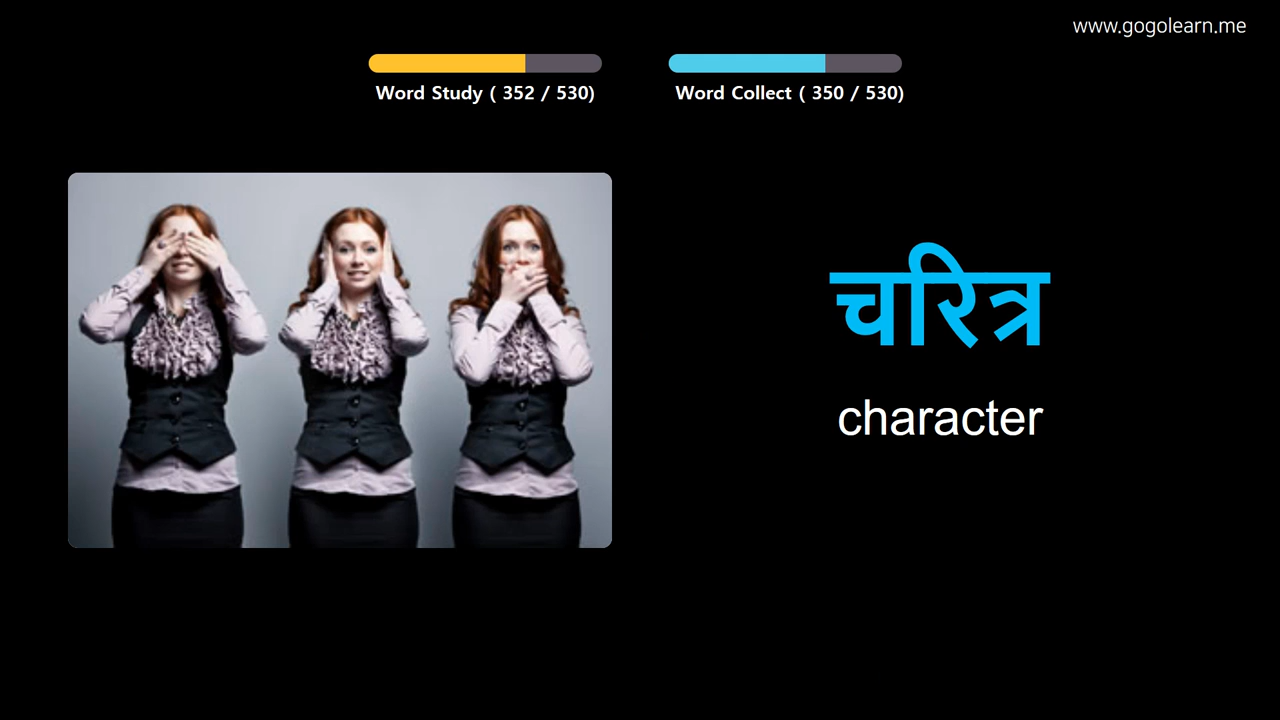 www.gogolearn.me
Word Study ( 352 / 530)
Word Collect ( 350 / 530)
चरित्र
character